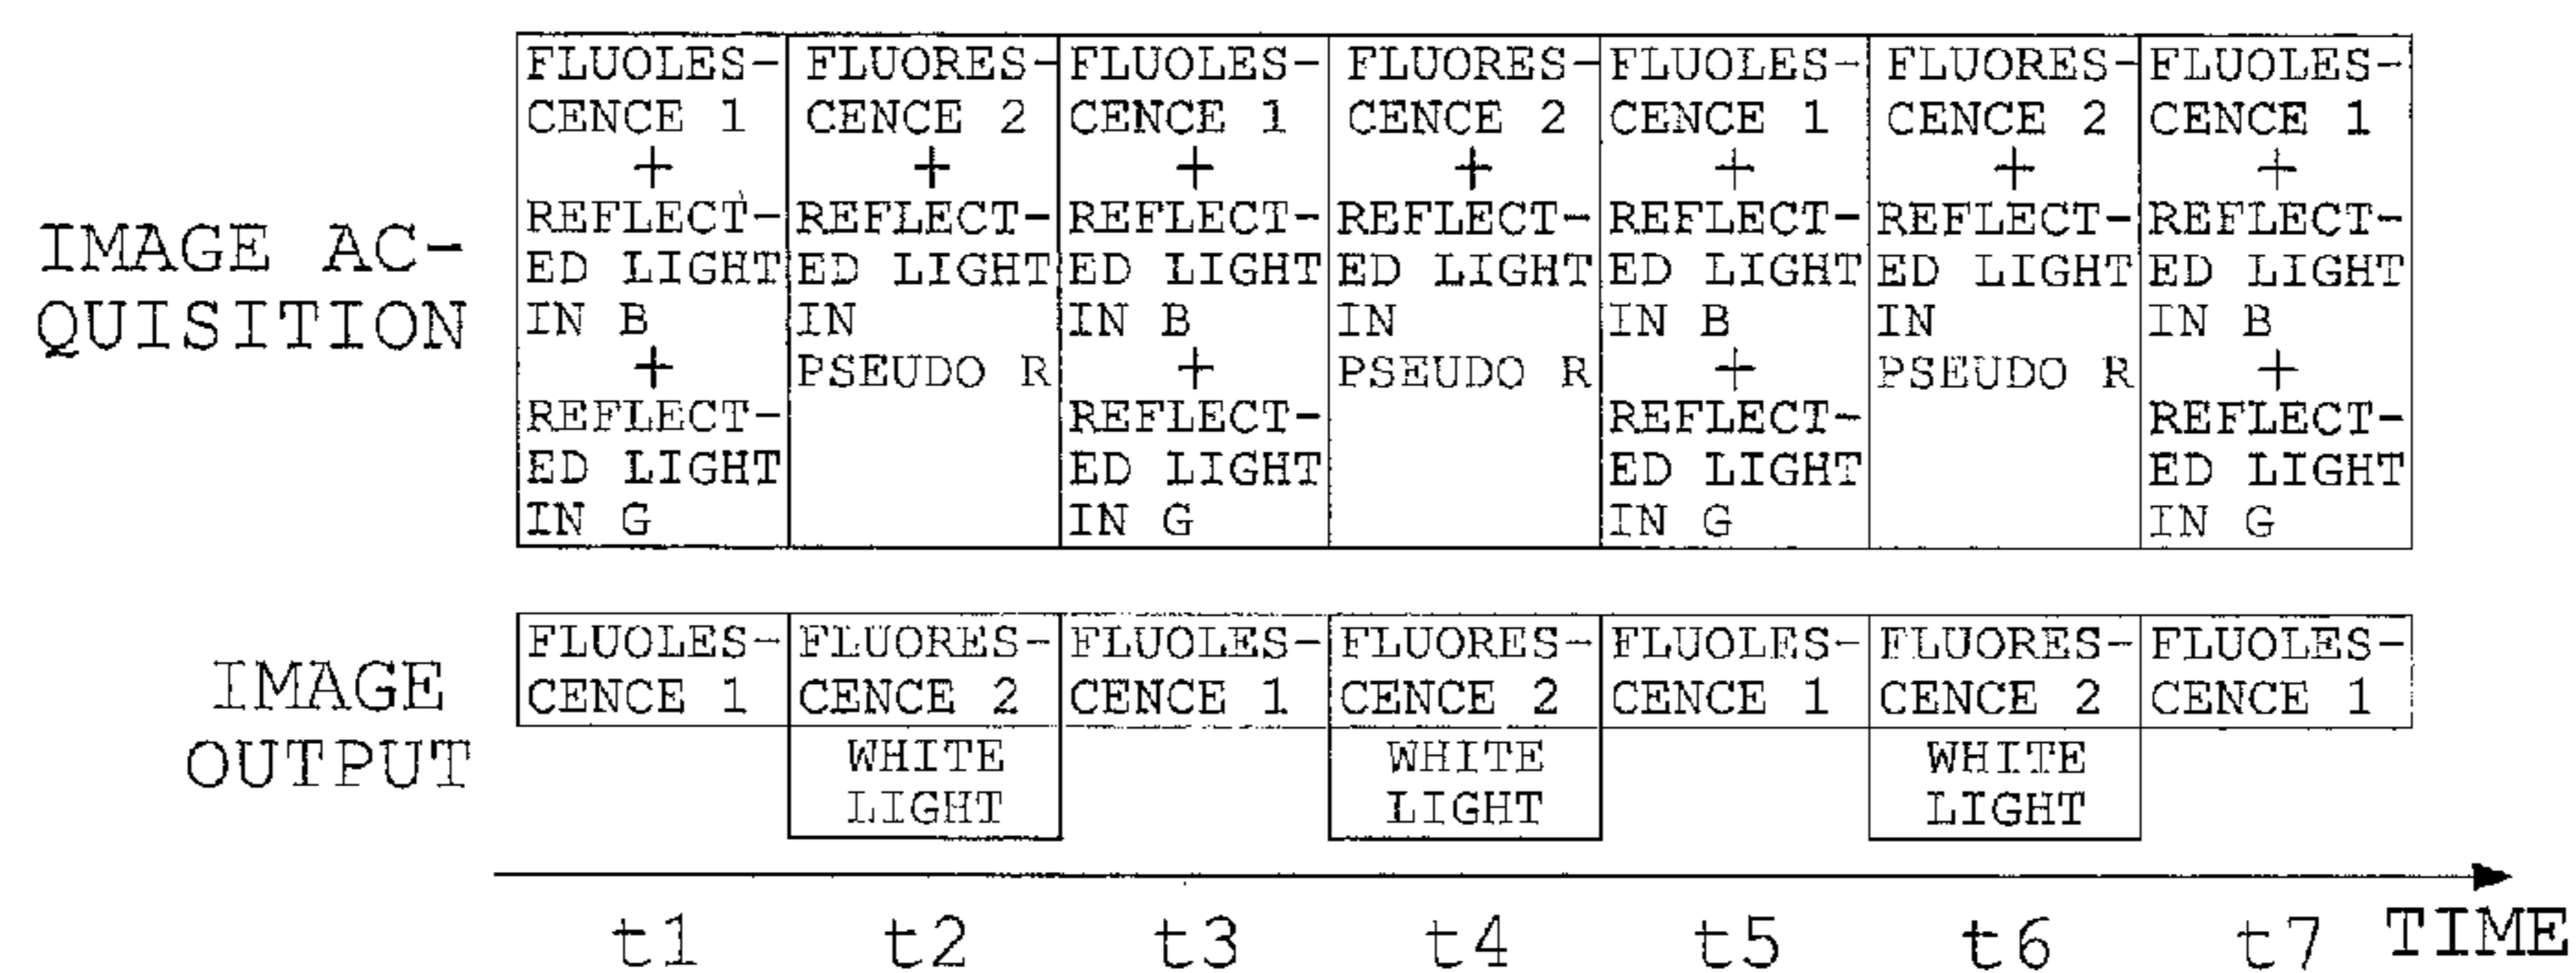 IMAGE AC-
QUISITION
FLUOLES-
CENCE 1
+
REFLECT-
ED LIGHT
IN B
+
REFLECT-
ED LIGHT
IN G
FLUORES-
CENCE 2
+
REFLECT-
ED LIGHT
IN
PSEUDO R
FLUOLES-
CENCE 1
+
REFLECT-
ED LIGHT
IN B
+
REFLECT-
ED LIGHT
IN G
FLUORES-
CENCE 2
+
REFLECT-
ED LIGHT
IN
PSEUDO R
FLUOLES-
CENCE 1
+
REFLECT-
ED LIGHT
IN B
+
REFLECT-
ED LIGHT
IN G
FLUORES-
CENCE 2
+
REFLECT-
ED LIGHT
IN
PSEUDO R
FLUOLES-
CENCE 1
+
REFLECT-
ED LIGHT
IN B
+
REFLECT-
ED LIGHT
IN G
IMAGE
OUTPUT
FLUOLES-
CENCE 1
FLUORES-
CENCE 2
WHITE
LIGHT
FLUOLES-
CENCE 1
FLUORES-
CENCE 2
WHITE
LIGHT
FLUOLES-
CENCE 1
FLUORES-
CENCE 2
WHITE
LIGHT
FLUOLES-
CENCE 1
t1 t2 t3 t4 t5 t6 t7 TIME